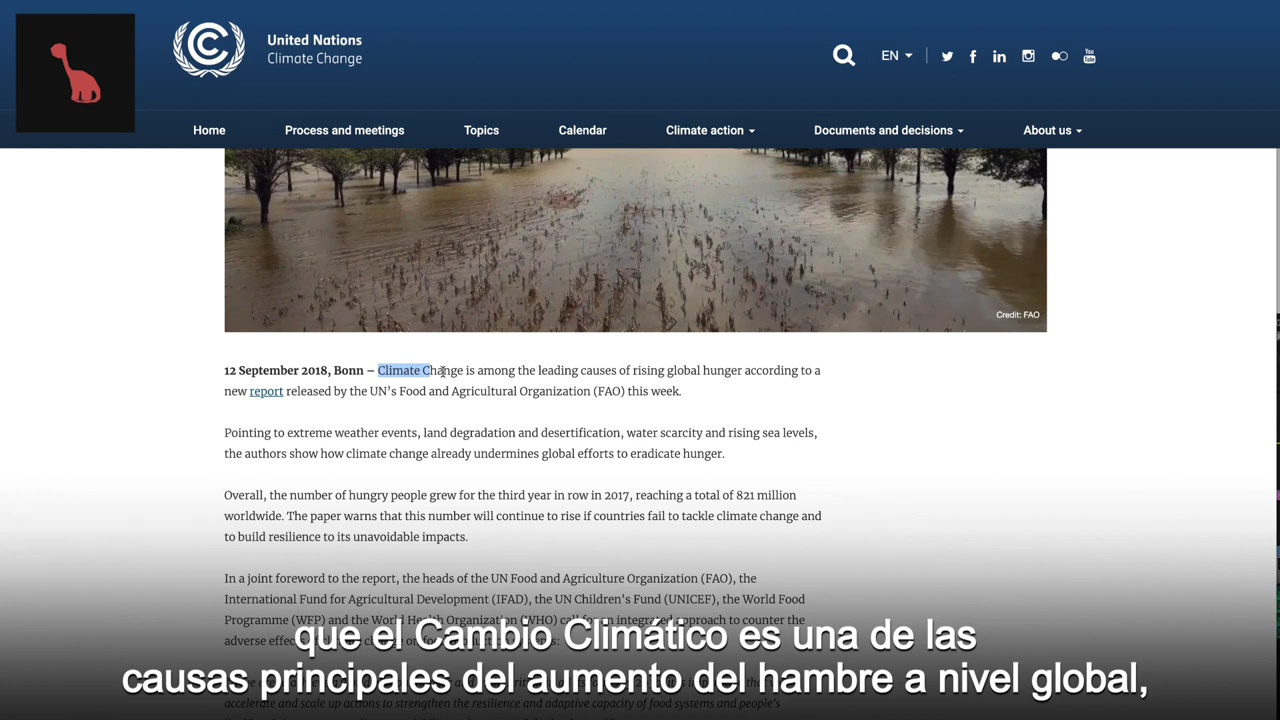 United Nations
Climate Change
EN
You
Tube
Home
Process and meetings
Topics
Calendar
Climate action
Documents and decisions
About us
Credit: FAO
12 September 2018, Bonn – Climate Change is among the leading causes of rising global hunger according to a
new report released by the UN’s Food and Agricultural Organization (FAO) this week.
Pointing to extreme weather events, land degradation and desertification, water scarcity and rising sea levels,
the authors show how climate change already undermines global efforts to eradicate hunger.
Overall, the number of hungry people grew for the third year in row in 2017, reaching a total of 821 million
worldwide. The paper warns that this number will continue to rise if countries fail to tackle climate change and
to build resilience to its unavoidable impacts.
In a joint foreword to the report, the heads of the UN Food and Agriculture Organization (FAO), the
International Fund for Agricultural Development (IFAD), the UN Children's Fund (UNICEF), the World Food
Programme (WFP) and the World Health Organization (WHO) call for an integrated approach to counter the
adverse
que el Cambio Climático es una de las
causas principales del aumento del hambre a nivel global,
accelerate and scale up actions to strengthen the resilience and adaptive capacity of food systems and people's